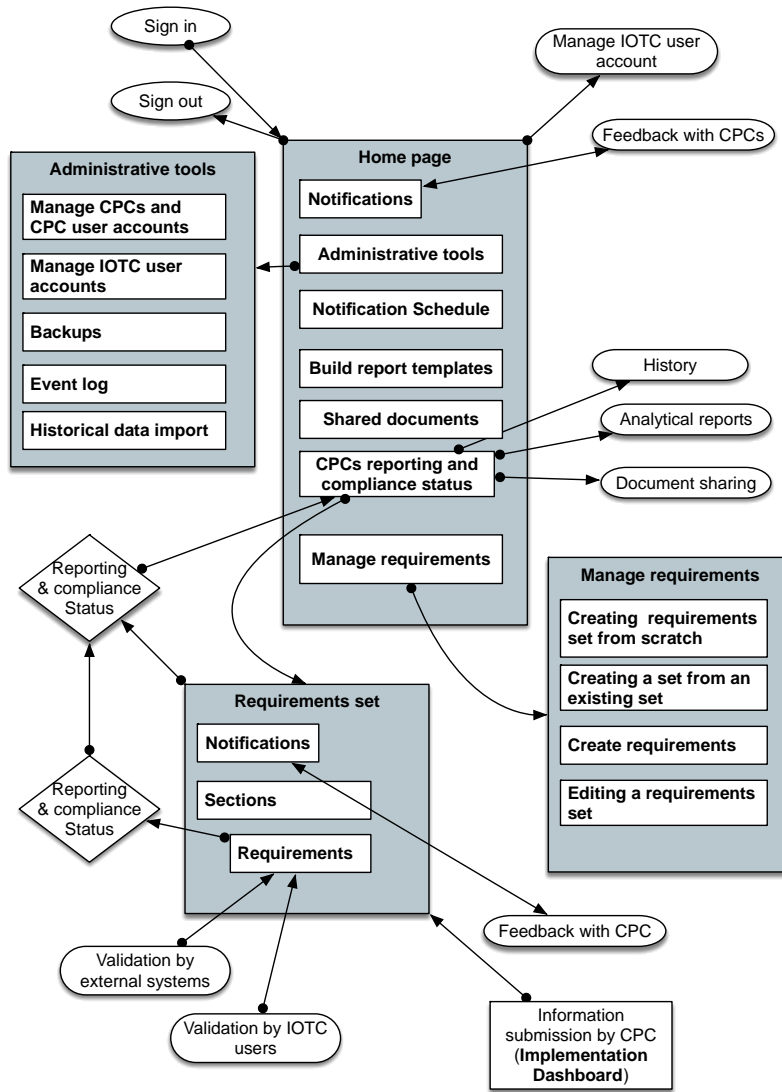 Sign in
Manage IOTC user
account
Sign out
Feedback with CPCs
Home page
Notifications
Administrative tools
Notification Schedule
Build report templates
Shared documents
CPCs reporting and
compliance status
Manage requirements
Administrative tools
Manage CPCs and
CPC user accounts
Manage IOTC user
accounts
Backups
Event log
Historical data import
History
Analytical reports
Document sharing
Reporting
& compliance
Status
Manage requirements
Creating requirements
set from scratch
Creating a set from an
existing set
Create requirements
Editing a requirements
set
Requirements set
Notifications
Sections
Requirements
Reporting
& compliance
Status
Feedback with CPC
Validation by
external systems
Validation by IOTC
users
Information
submission by CPC
(Implementation
Dashboard)